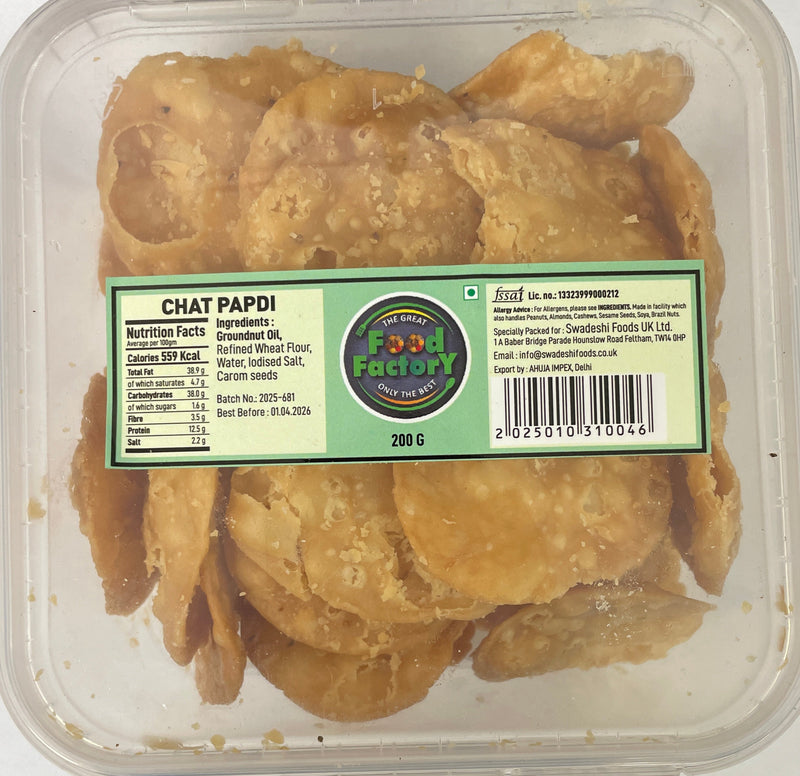 CHAT PAPDI
Nutrition Facts
Average per 100gm
Calories 559 Kcal
Total Fat 38.9 g
of which saturates 4.7 g
Carbohydrates 38.0 g
of which sugars 1.6 g
Fibre 3.5 g
Protein 12.5 g
Salt 2.2 g
Ingredients :
Groundnut Oil,
Refined Wheat Flour,
Water, Iodised Salt,
Carom seeds
Batch No.: 2025-681
Best Before : 01.04.2026
THE GREAT
Food
FactorY
ONLY THE BEST
200 G
fssai Lic. no.: 13323999000212
Allergy Advice : For Allergens, please see INGREDIENTS. Made in facility which
also handles Peanuts, Almonds, Cashews, Sesame Seeds, Soya, Brazil Nuts.
Specially Packed for : Swadeshi Foods UK Ltd.
1 A Baber Bridge Parade Hounslow Road Feltham, TW14 0HP
Email : info@swadeshifoods.co.uk
Export by : AHUJA IMPEX, Delhi
2 025010 310046